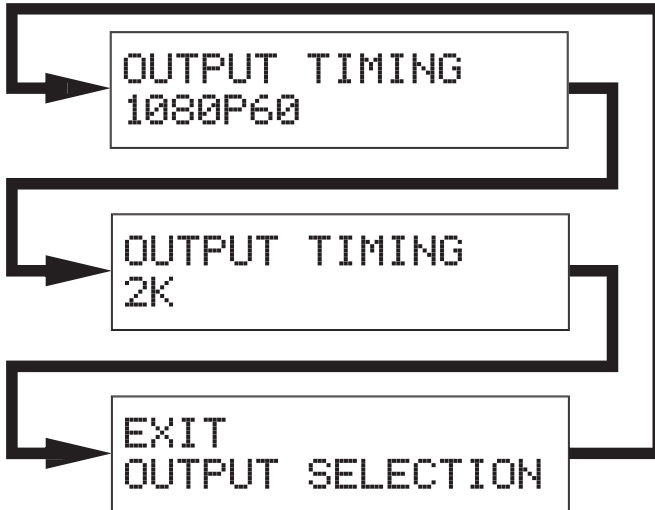 OUTPUT TIMING
1080P60
OUTPUT TIMING
2K
EXIT
OUTPUT SELECTION